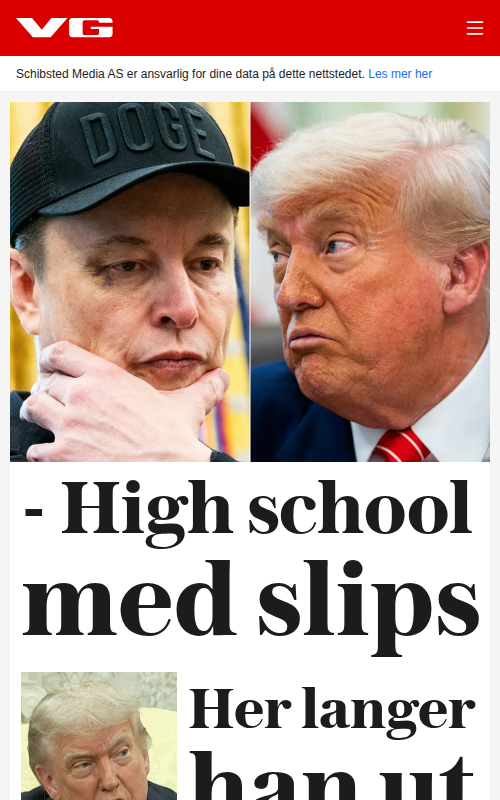 VG
Schibsted Media AS er ansvarlig for dine data på dette nettstedet. Les mer her
DOGE
- High school
med slips
Her langer
han ut